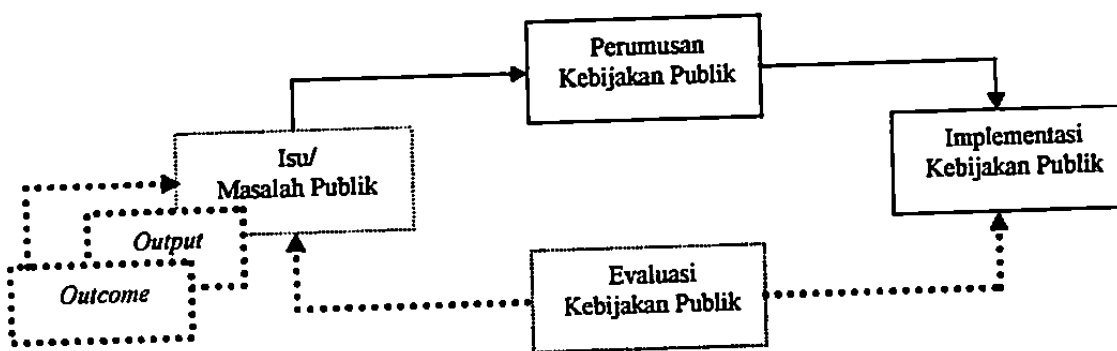 Perumusan
Kebijakan Publik
Isu/
Masalah Publik
Implementasi
Kebijakan Publik
Output
Outcome
Evaluasi
Kebijakan Publik